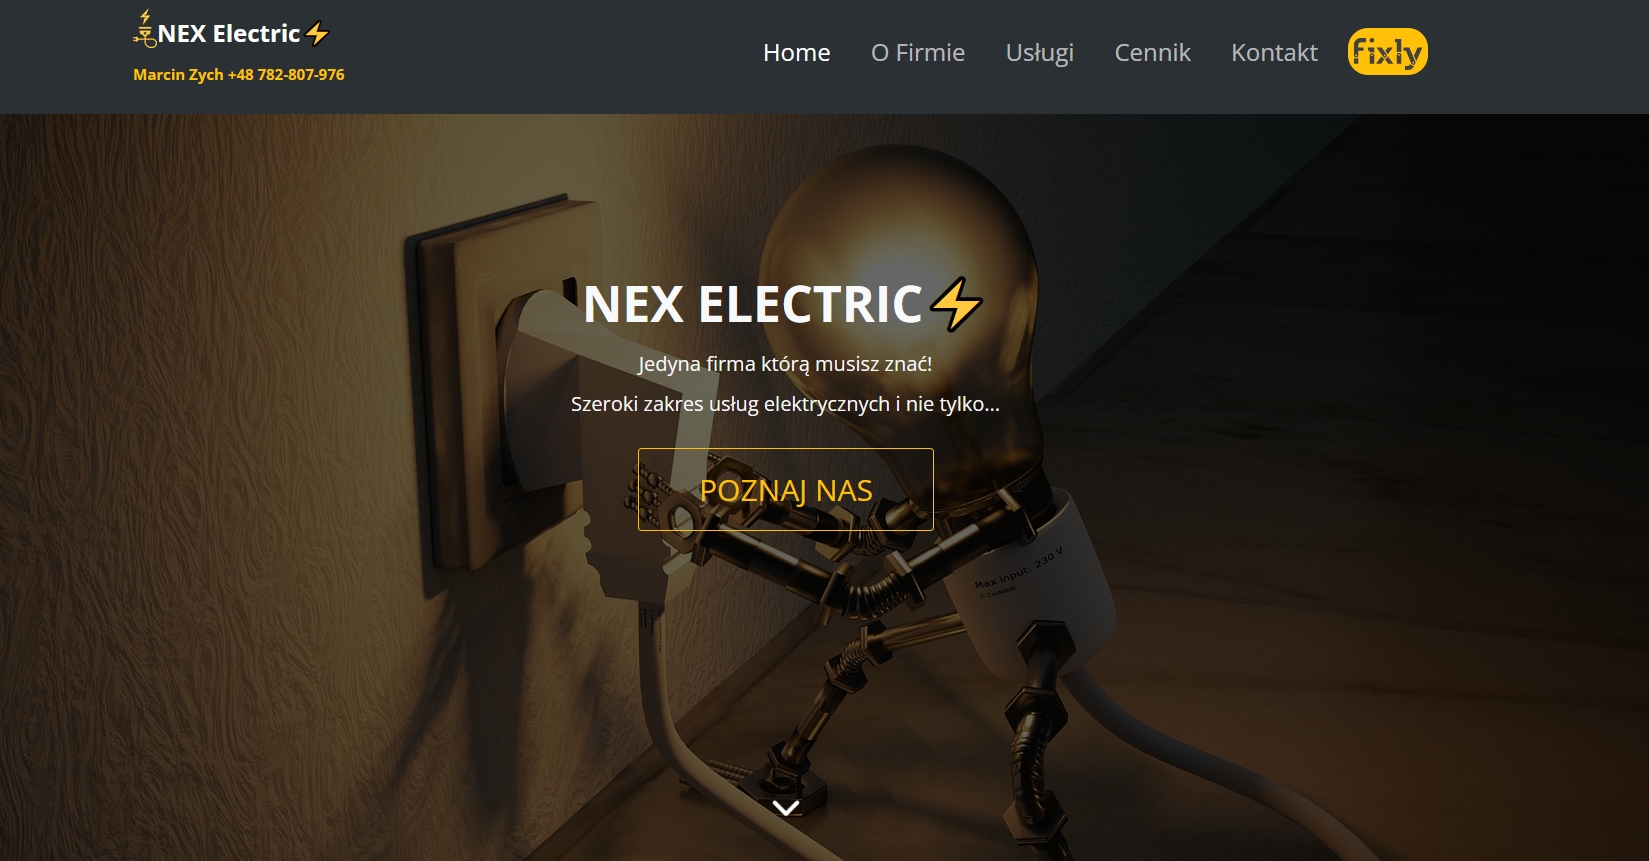 NEX Electric⚡
Marcin Zych +48 782-807-976
Home
O Firmie
Usługi
Cennik
Kontakt
fixly
NEX ELECTRIC⚡
Jedyna firma którą musisz znać!
Szeroki zakres usług elektrycznych i nie tylko...
POZNAJ NAS
Max input: 230 V